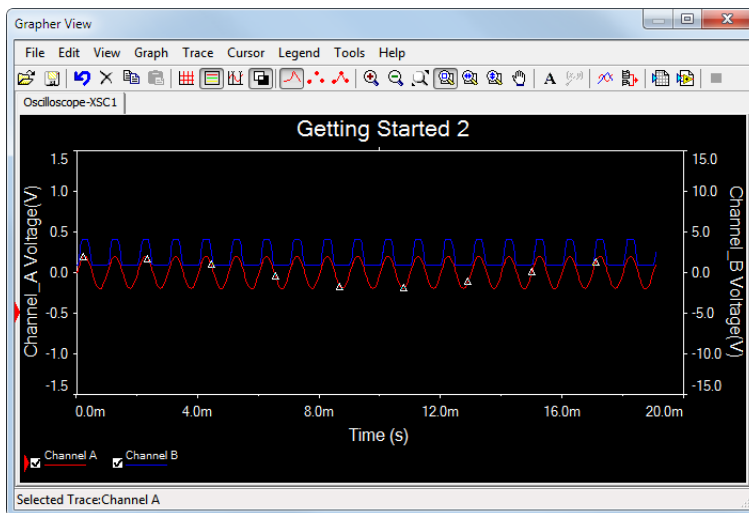 Grapher View
File Edit View Graph Trace Cursor Legend Tools Help
A (x,y)
Oscilloscope-XSC1
Getting Started 2
Channel_A Voltage(V)
1.5
1.0
0.5
0.0
-0.5
-1.0
-1.5
15.0
10.0
5.0
0.0
-5.0
-10.0
-15.0
Channel_B Voltage(V)
0.0m 4.0m 8.0m 12.0m 16.0m 20.0m
Time (s)
Channel A Channel B
Selected Trace:Channel A